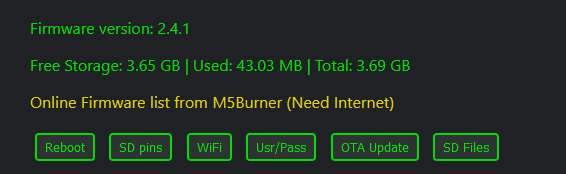 Firmware version: 2.4.1
Free Storage: 3.65 GB | Used: 43.03 MB | Total: 3.69 GB
Online Firmware list from M5Burner (Need Internet)
Reboot SD pins WiFi Usr/Pass OTA Update SD Files